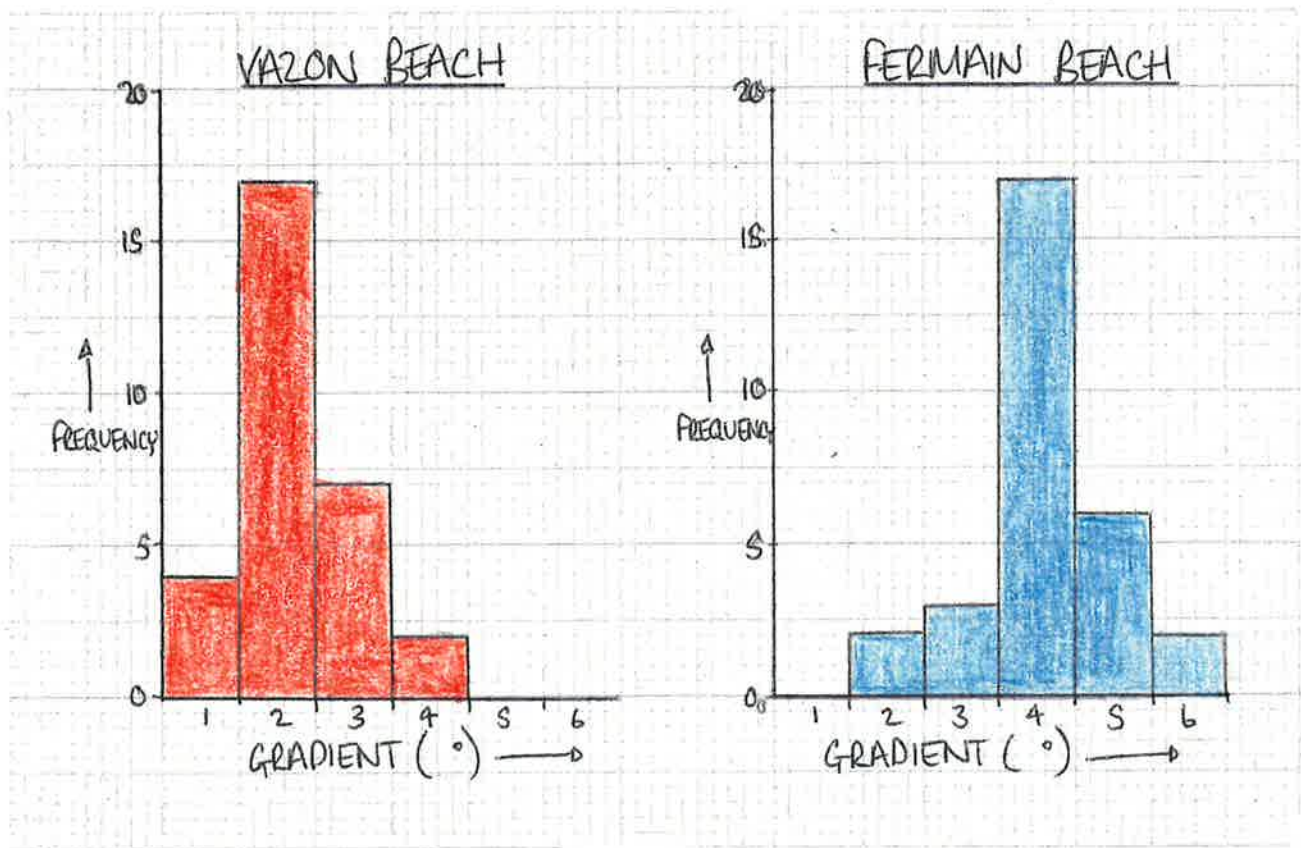 VAZON BEACH
20
15
10
FREQUENCY
5
0
1 2 3 4 5 6
GRADIENT (°)
FERMAIN BEACH
20
15
10
FREQUENCY
5
0
1 2 3 4 5 6
GRADIENT (°)